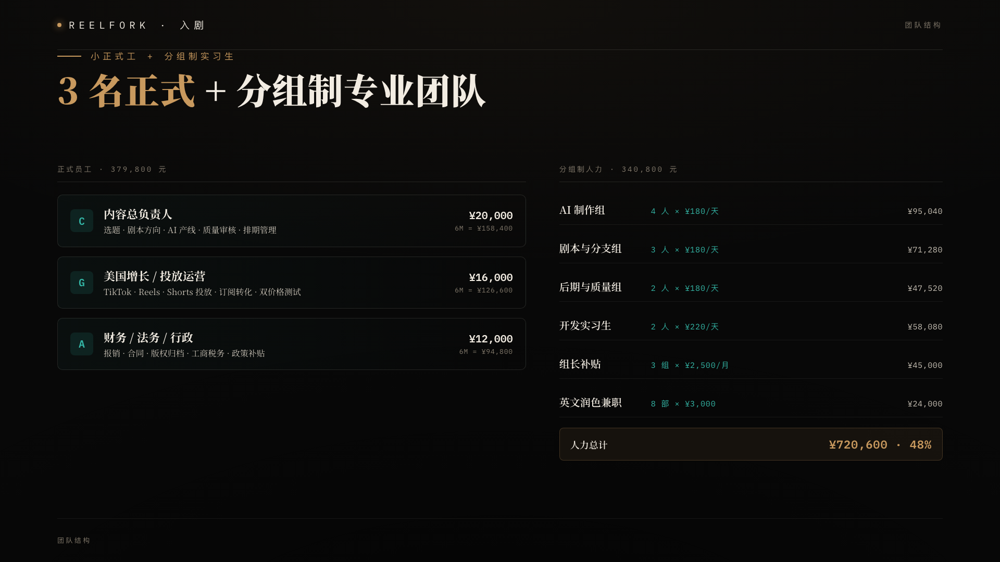 REELFORK · 入剧
团队结构
小正式工 + 分组制实习生
3 名正式 + 分组制专业团队
正式员工 · 379,800 元
C
内容总负责人
选题 · 剧本方向 · AI 产线 · 质量审核 · 排期管理
¥20,000
6M = ¥158,400
G
美国增长 / 投放运营
TikTok · Reels · Shorts 投放 · 订阅转化 · 双价格测试
¥16,000
6M = ¥126,600
A
财务 / 法务 / 行政
报销 · 合同 · 版权归档 · 工商税务 · 政策补贴
¥12,000
6M = ¥94,800
分组制人力 · 340,800 元
AI 制作组 4 人 × ¥180/天 ¥95,040
剧本与分支组 3 人 × ¥180/天 ¥71,280
后期与质量组 2 人 × ¥180/天 ¥47,520
开发实习生 2 人 × ¥220/天 ¥58,080
组长补贴 3 组 × ¥2,500/月 ¥45,000
英文润色兼职 8 部 × ¥3,000 ¥24,000
人力总计 ¥720,600 · 48%
团队结构